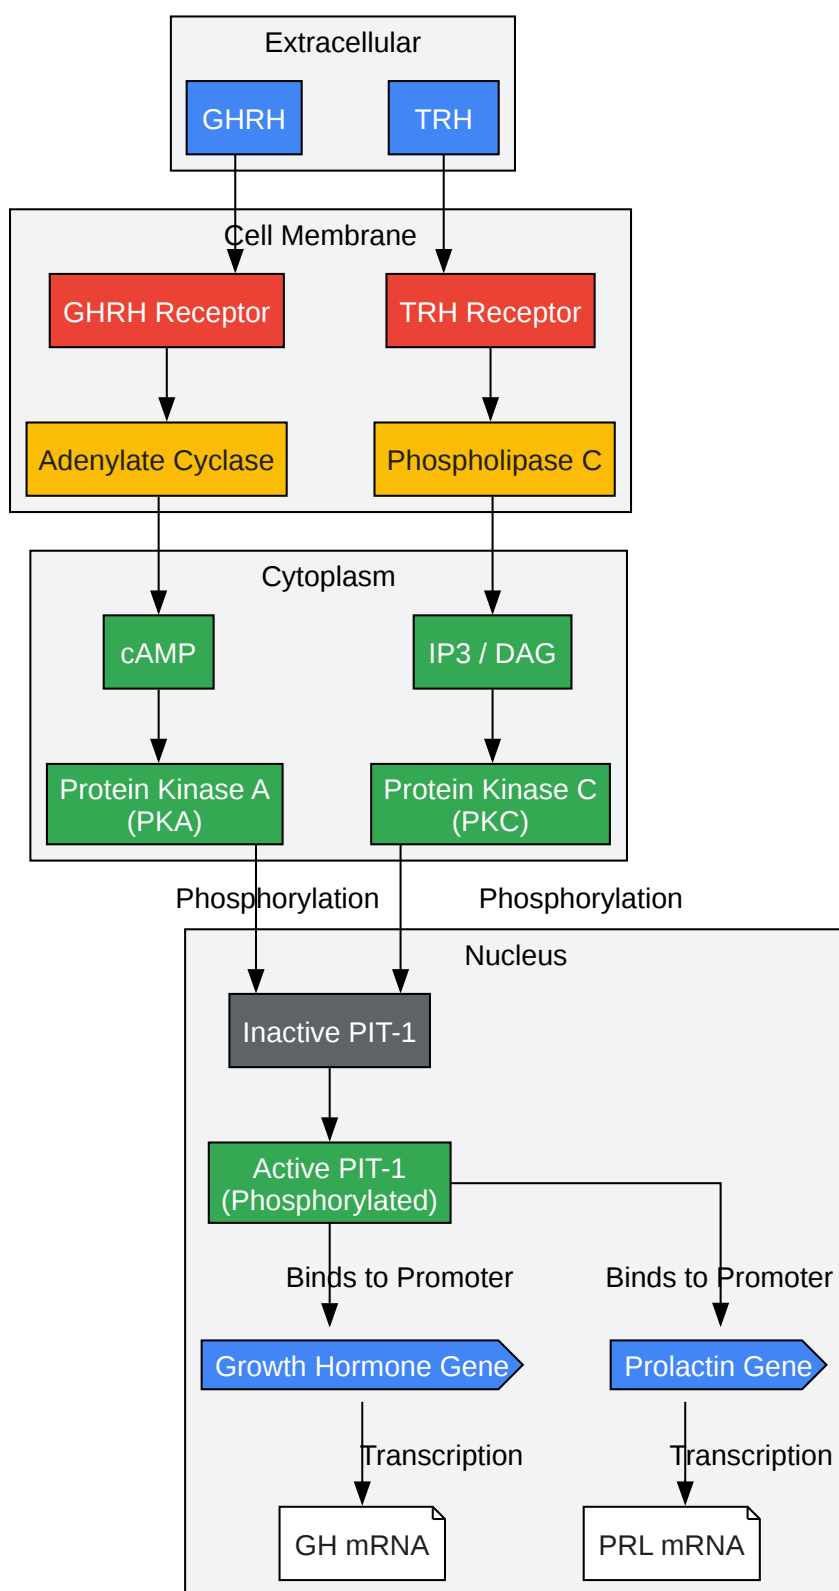 Extracellular
GHRH
TRH
Cell Membrane
GHRH Receptor
TRH Receptor
Adenylate Cyclase
Phospholipase C
Cytoplasm
cAMP
IP3 / DAG
Protein Kinase A
(PKA)
Protein Kinase C
(PKC)
Phosphorylation
Phosphorylation
Nucleus
Inactive PIT-1
Active PIT-1
(Phosphorylated)
Binds to Promoter
Binds to Promoter
Growth Hormone Gene
Prolactin Gene
Transcription
Transcription
GH mRNA
PRL mRNA